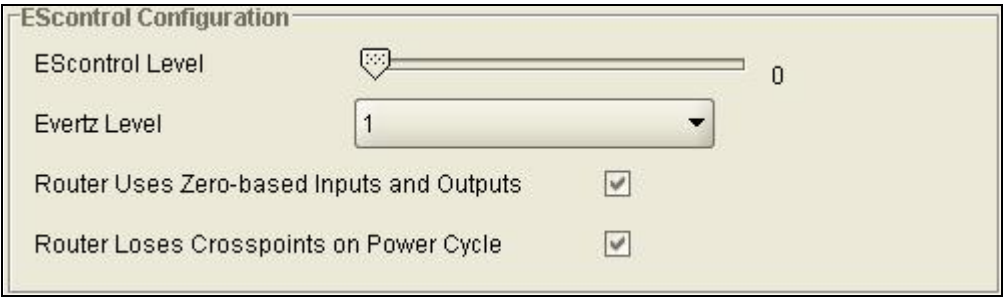 EScontrol Configuration
EScontrol Level 0
Evertz Level 1
Router Uses Zero-based Inputs and Outputs
Router Loses Crosspoints on Power Cycle